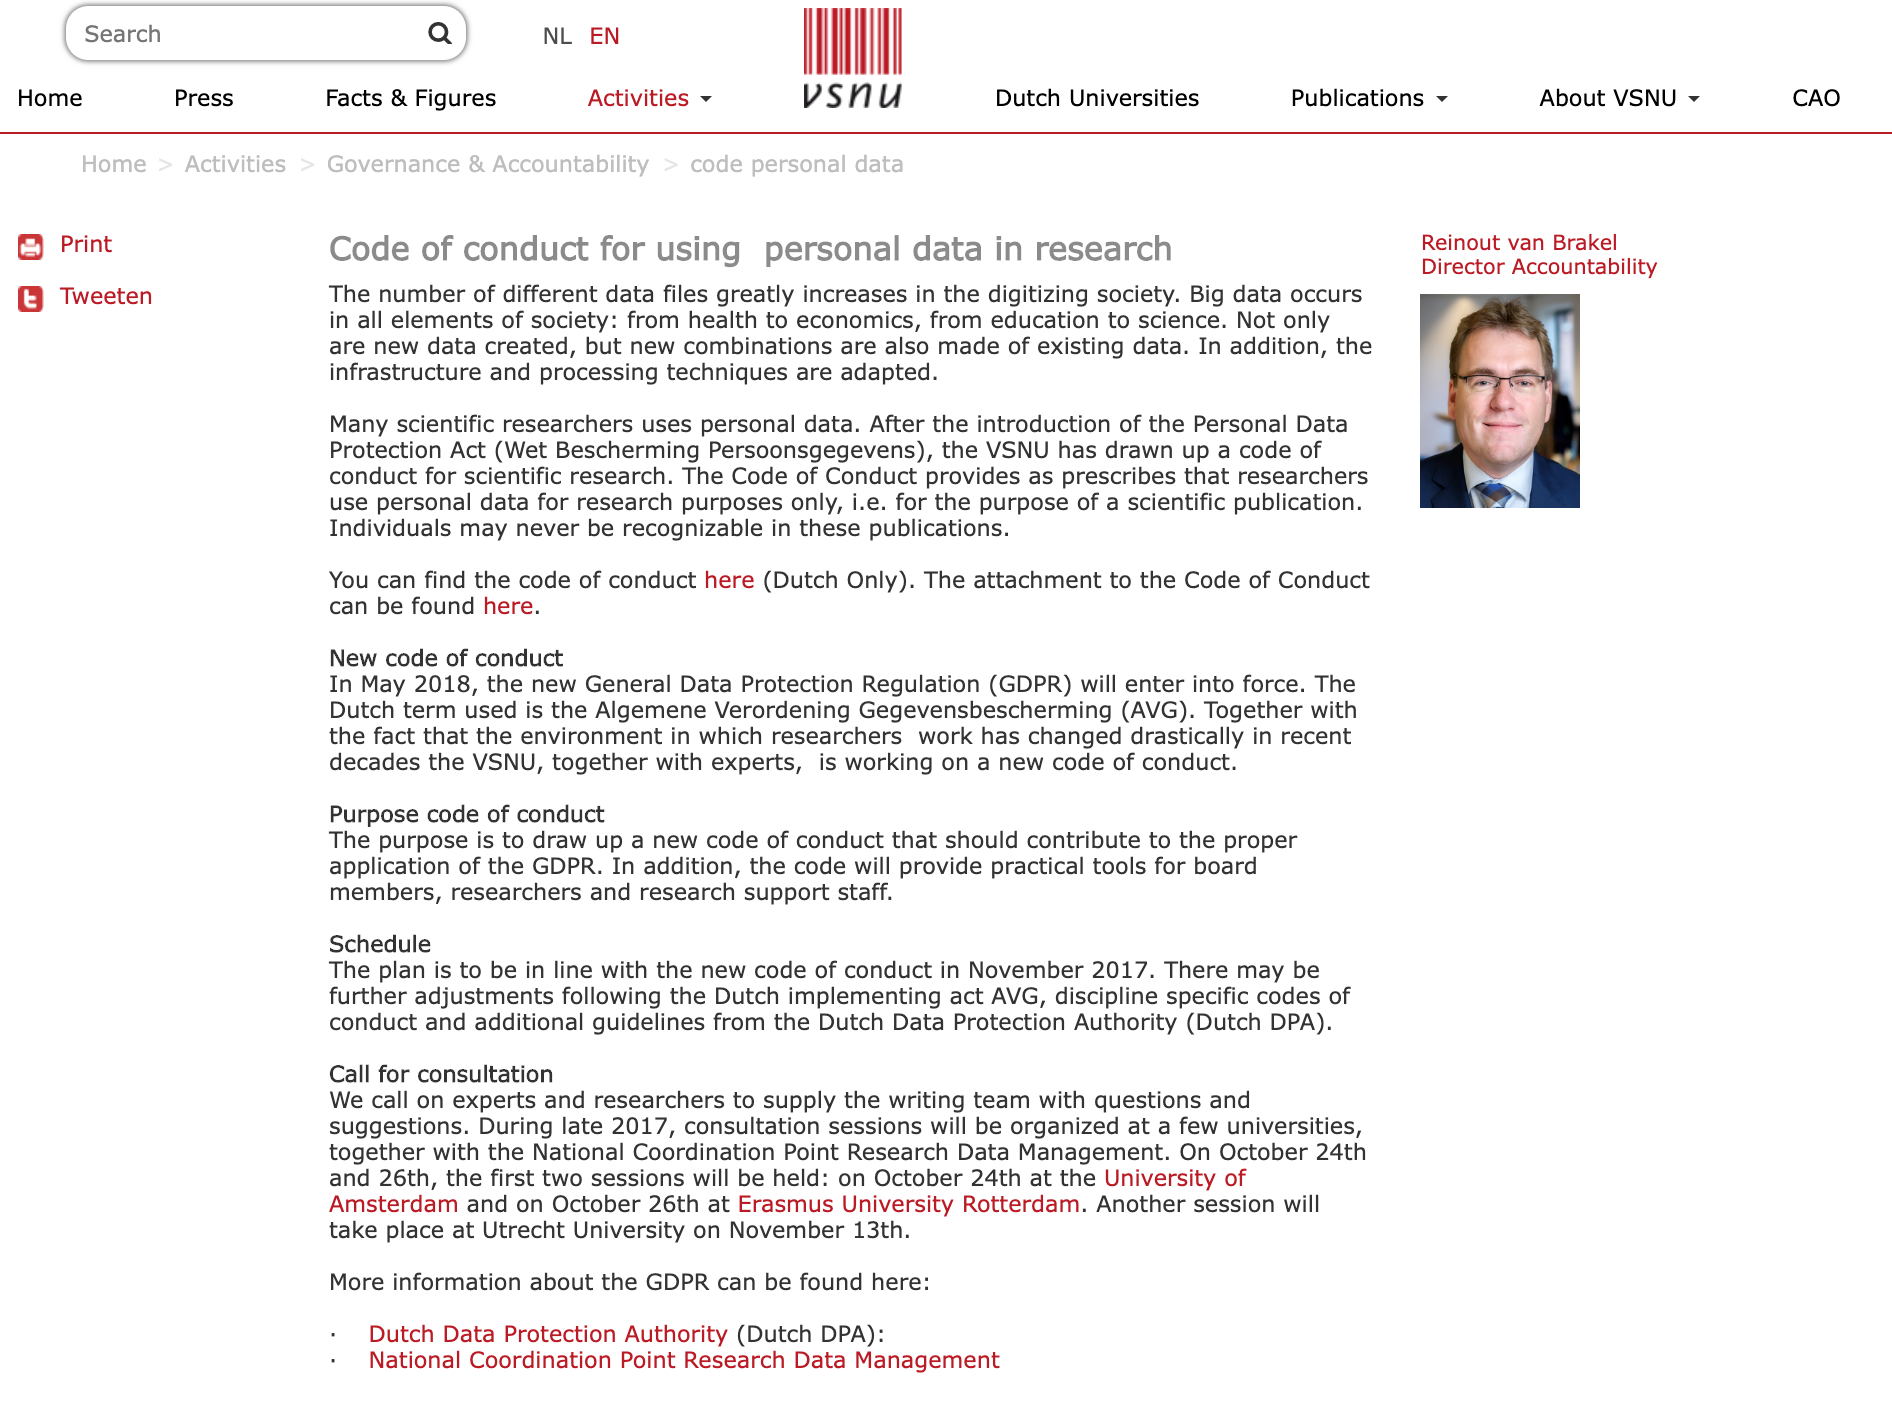 Search
NL EN
vsnu
Home Press Facts & Figures Activities Dutch Universities Publications About VSNU CAO
Home > Activities > Governance & Accountability > code personal data
Print
Tweeten
Code of conduct for using  personal data in research
The number of different data files greatly increases in the digitizing society. Big data occurs
in all elements of society: from health to economics, from education to science. Not only
are new data created, but new combinations are also made of existing data. In addition, the
infrastructure and processing techniques are adapted.
Many scientific researchers uses personal data. After the introduction of the Personal Data
Protection Act (Wet Bescherming Persoonsgegevens), the VSNU has drawn up a code of
conduct for scientific research. The Code of Conduct provides as prescribes that researchers
use personal data for research purposes only, i.e. for the purpose of a scientific publication.
Individuals may never be recognizable in these publications.
You can find the code of conduct here (Dutch Only). The attachment to the Code of Conduct
can be found here.
New code of conduct
In May 2018, the new General Data Protection Regulation (GDPR) will enter into force. The
Dutch term used is the Algemene Verordening Gegevensbescherming (AVG). Together with
the fact that the environment in which researchers  work has changed drastically in recent
decades the VSNU, together with experts,  is working on a new code of conduct.
Purpose code of conduct
The purpose is to draw up a new code of conduct that should contribute to the proper
application of the GDPR. In addition, the code will provide practical tools for board
members, researchers and research support staff.
Schedule
The plan is to be in line with the new code of conduct in November 2017. There may be
further adjustments following the Dutch implementing act AVG, discipline specific codes of
conduct and additional guidelines from the Dutch Data Protection Authority (Dutch DPA).
Call for consultation
We call on experts and researchers to supply the writing team with questions and
suggestions. During late 2017, consultation sessions will be organized at a few universities,
together with the National Coordination Point Research Data Management. On October 24th
and 26th, the first two sessions will be held: on October 24th at the University of
Amsterdam and on October 26th at Erasmus University Rotterdam. Another session will
take place at Utrecht University on November 13th.
More information about the GDPR can be found here:
· Dutch Data Protection Authority (Dutch DPA):
· National Coordination Point Research Data Management
Reinout van Brakel
Director Accountability